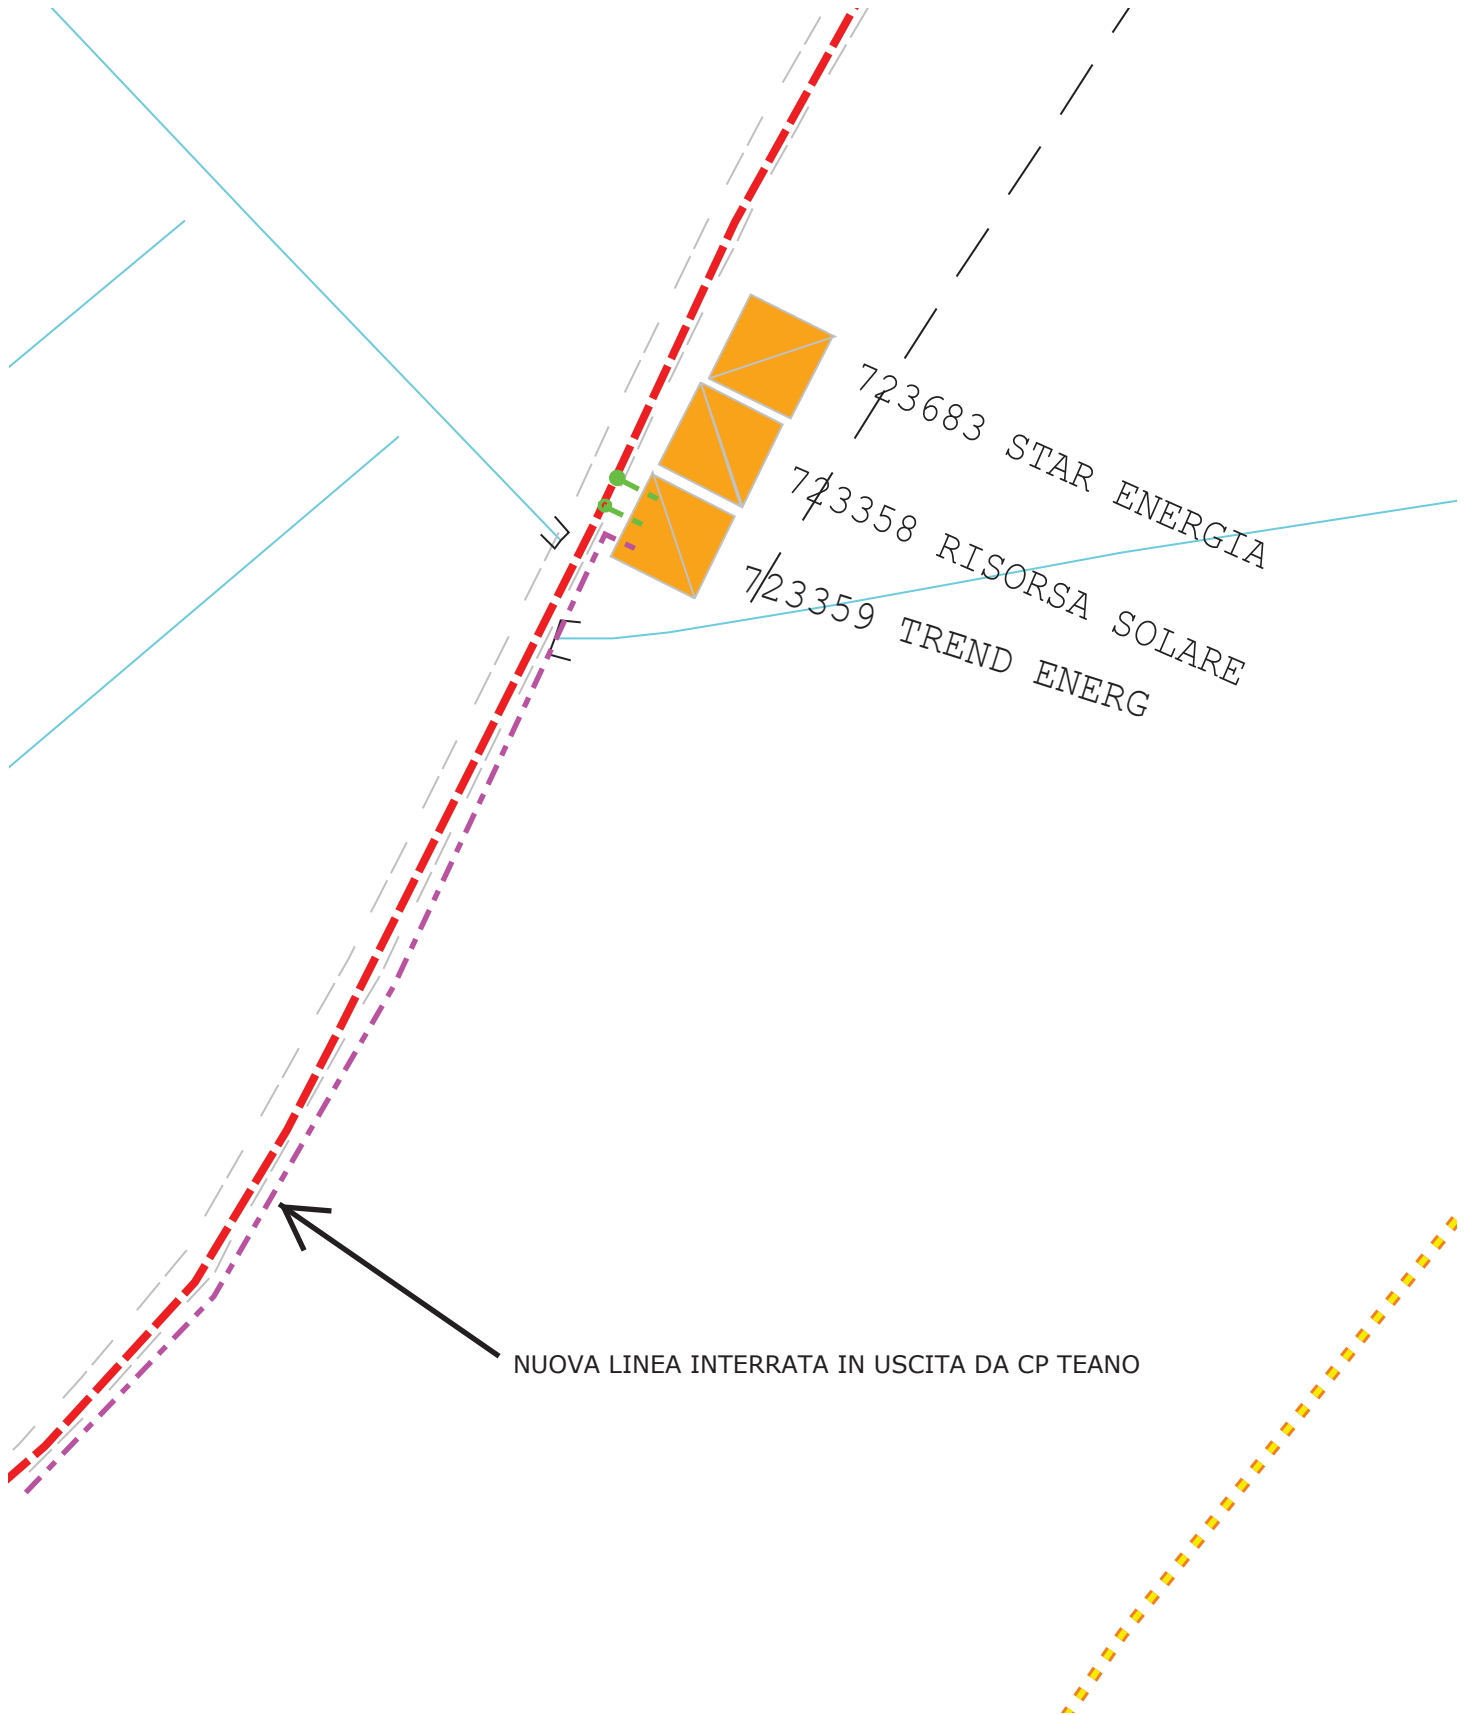 723683 STAR ENERGIA
723358 RISORSA SOLARE
723359 TREND ENERG
NUOVA LINEA INTERRATA IN USCITA DA CP TEANO